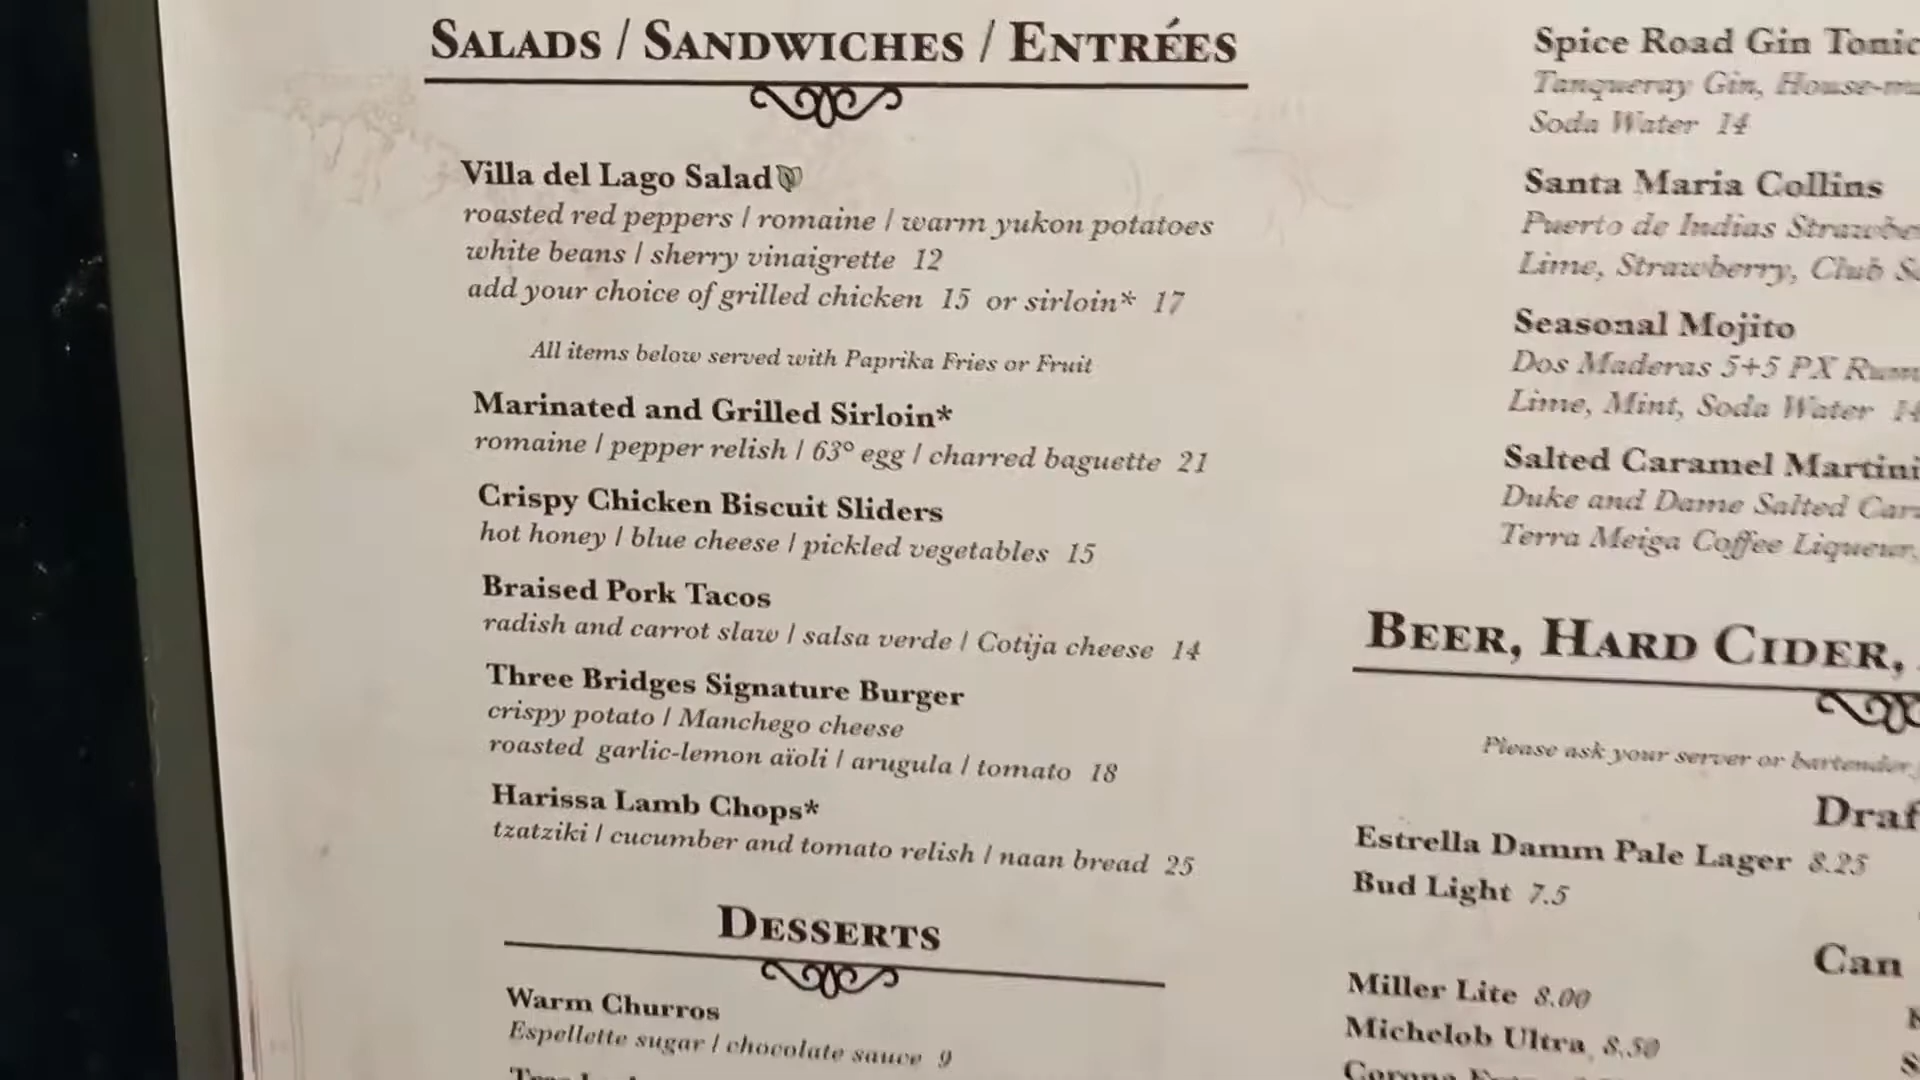 SALADS / SANDWICHES / ENTRÉES
Villa del Lago Salad
roasted red peppers / romaine / warm yukon potatoes
white beans / sherry vinaigrette 12
add your choice of grilled chicken 15 or sirloin* 17
All items below served with Paprika Fries or Fruit
Marinated and Grilled Sirloin*
romaine / pepper relish / 63° egg / charred baguette 21
Crispy Chicken Biscuit Sliders
hot honey / blue cheese / pickled vegetables 15
Braised Pork Tacos
radish and carrot slaw / salsa verde / Cotija cheese 14
Three Bridges Signature Burger
crispy potato / Manchego cheese
roasted garlic-lemon aïoli / arugula / tomato 18
Harissa Lamb Chops*
tzatziki / cucumber and tomato relish / naan bread 25
DESSERTS
Warm Churros
Espellette sugar / chocolate sauce 9
Spice Road Gin Tonic
Tanqueray Gin,
Soda Water 14
Santa Maria Collins
Puerto de Indias
Lime, Strawberry, Club
Seasonal Mojito
Dos Maderas 5+5 PX Rum
Lime, Mint, Soda Water 14
Salted Caramel Martini
Duke and Dame Salted
Terra Meiga Coffee Liqueur,
BEER, HARD CIDER,
Please ask your server or bartender
Draf
Estrella Damm Pale Lager 8.25
Bud Light 7.5
Can
Miller Lite 8.00
Michelob Ultra 8.50